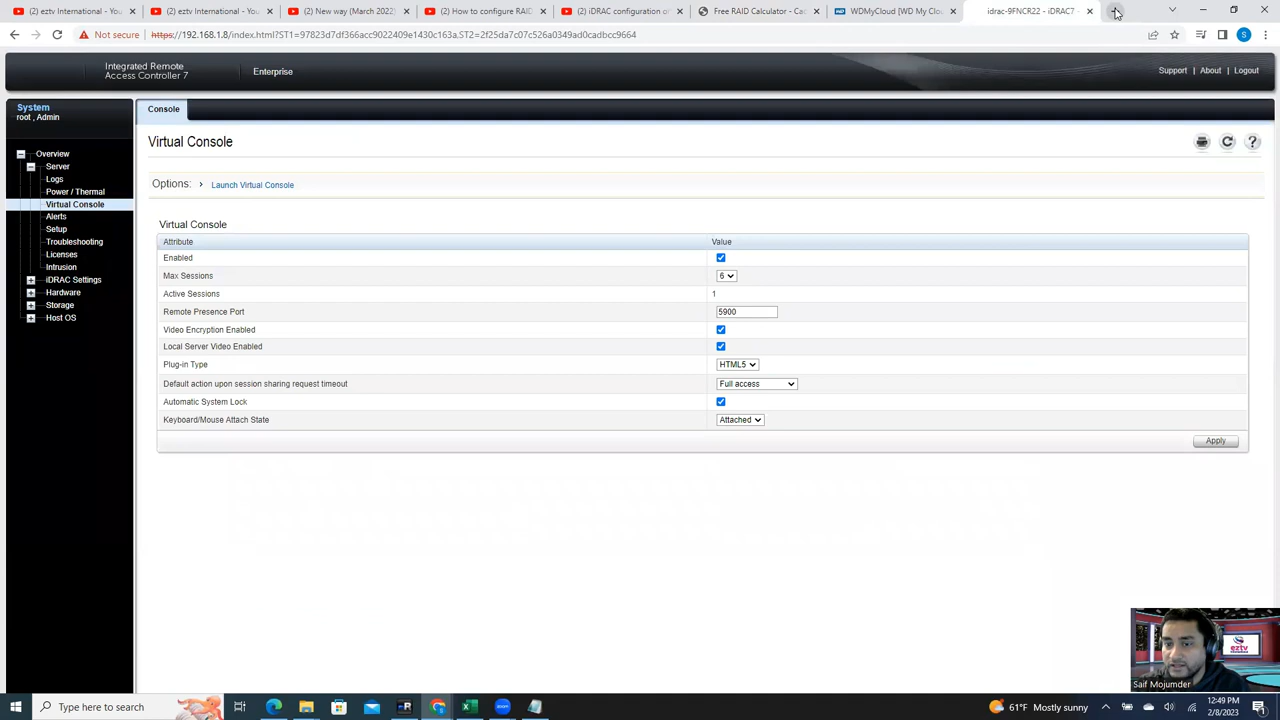 (2) eztv International - You
(2) eztv International - You
(2) New way (March 2022)
(2) How to configure RAID
(2) iDRAC configuration o
Free RAID Calculator - Ca
WDMyCloud [WD My Clo
idrac-9FNCR22 - iDRAC7 -
Not secure
https://192.168.1.8/index.html?ST1=97823d7df366acc9022409e1430c163a.ST2=2f25da7c07c526a0349ad0cadbcc9664
S
Integrated Remote
Access Controller 7
Enterprise
Support | About | Logout
System
root , Admin
Console
Overview
Server
Logs
Power / Thermal
Virtual Console
Alerts
Setup
Troubleshooting
Licenses
Intrusion
iDRAC Settings
Hardware
Storage
Host OS
Virtual Console
Options: › Launch Virtual Console
Virtual Console
Attribute Value
Enabled
Max Sessions 6
Active Sessions 1
Remote Presence Port 5900
Video Encryption Enabled
Local Server Video Enabled
Plug-in Type HTML5
Default action upon session sharing request timeout Full access
Automatic System Lock
Keyboard/Mouse Attach State Attached
Apply
eztv
Saif Mojumder
Type here to search
61°F Mostly sunny
12:49 PM
2/8/2023